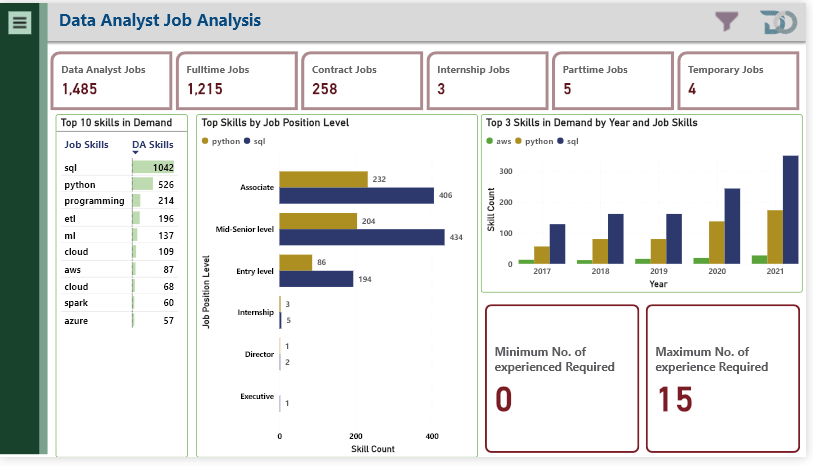 Data Analyst Job Analysis
Data Analyst Jobs
1,485
Fulltime Jobs
1,215
Contract Jobs
258
Internship Jobs
3
Parttime Jobs
5
Temporary Jobs
4
Top 10 skills in Demand
Job Skills DA Skills
sql 1042
python 526
programming 214
etl 196
ml 137
cloud 109
aws 87
cloud 68
spark 60
azure 57
Top Skills by Job Position Level
python sql
Job Position Level
Associate 232
406
Mid-Senior level 204
434
Entry level 86
194
Internship 3
5
Director 1
2
Executive 1
0 200 400
Skill Count
Top 3 Skills in Demand by Year and Job Skills
aws python sql
Skill Count
300
200
100
0
2017 2018 2019 2020 2021
Year
Minimum No. of
experienced Required
0
Maximum No. of
experience Required
15